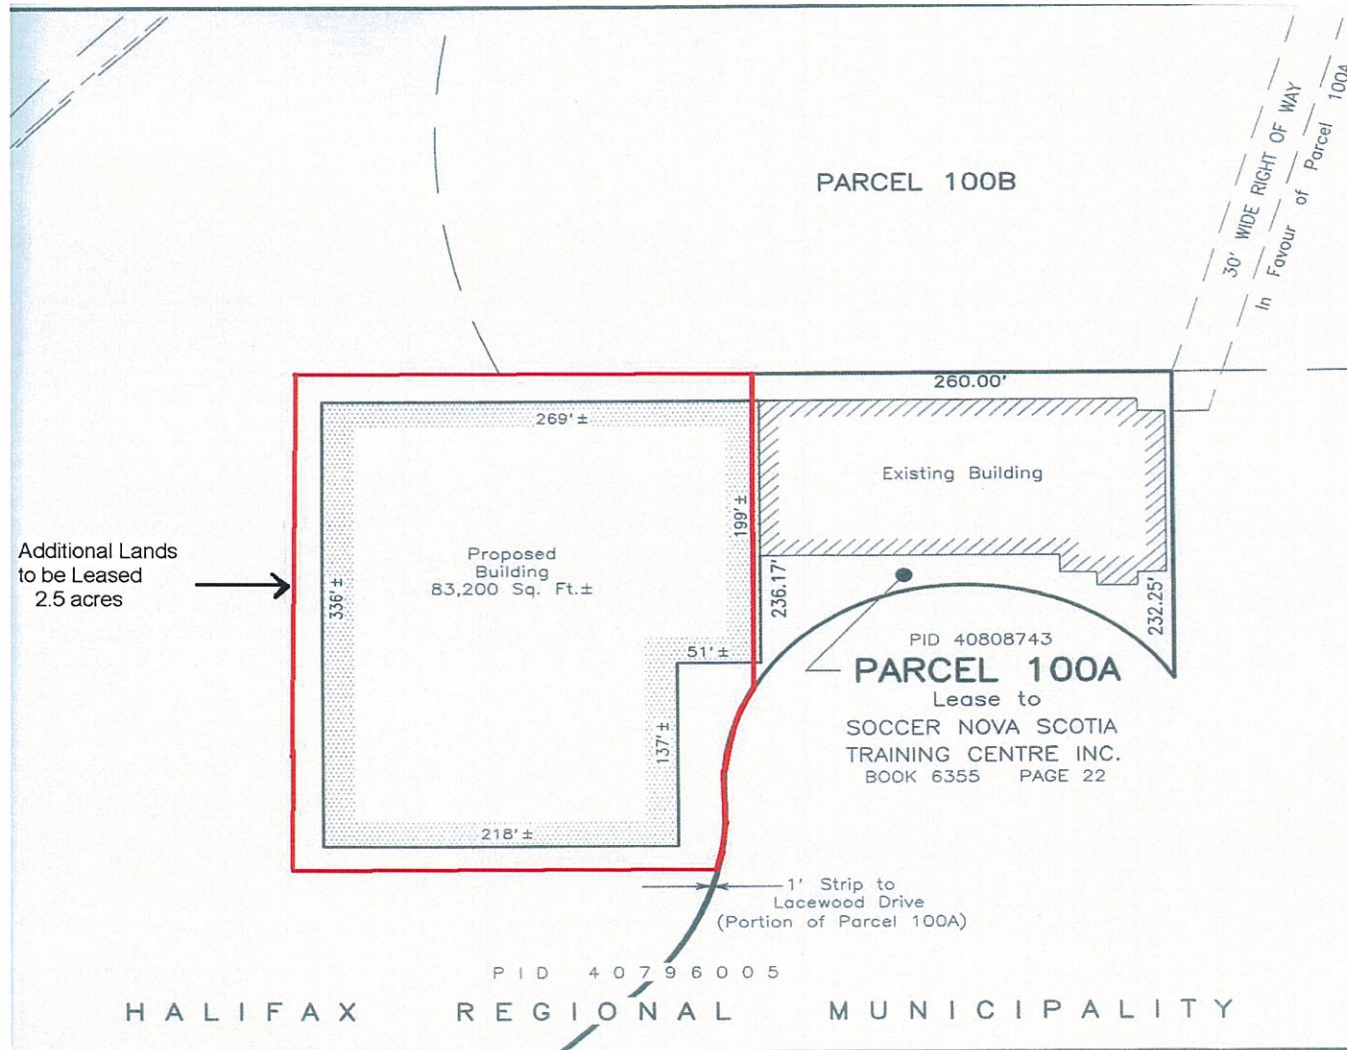 PARCEL 100B
30' WIDE RIGHT OF WAY
In Favour of Parcel 100A
260.00'
269'±
Existing Building
199'±
Additional Lands
to be Leased
2.5 acres
Proposed
Building
83,200 Sq. Ft.±
336'±
236.17'
232.25'
51'±
137'±
218'±
PID 40808743
PARCEL 100A
Lease to
SOCCER NOVA SCOTIA
TRAINING CENTRE INC.
BOOK 6355 PAGE 22
1' Strip to
Lacewood Drive
(Portion of Parcel 100A)
PID 40796005
HALIFAX REGIONAL MUNICIPALITY